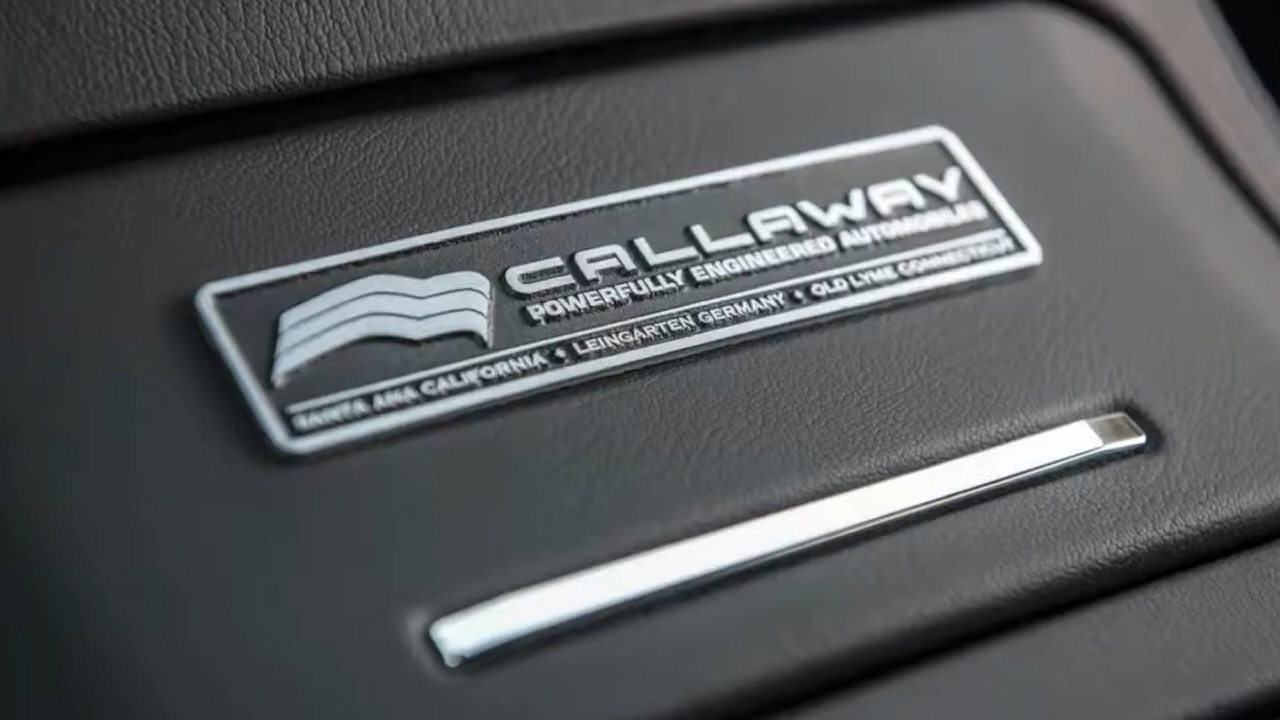 CALLAWAY
POWERFULLY ENGINEERED AUTOMOBILES
SANTA ANA CALIFORNIA • LEINGARTEN GERMANY • OLD LYME CONNECTICUT